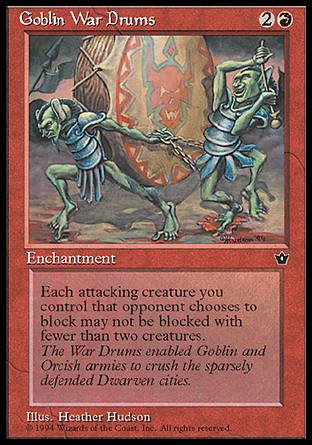 Goblin War Drums 2
Enchantment
Each attacking creature you
control that opponent chooses to
block may not be blocked with
fewer than two creatures.
The War Drums enabled Goblin and
Orcish armies to crush the sparsely
defended Dwarven cities.
Illus. Heather Hudson
© 1994 Wizards of the Coast, Inc. All rights reserved.